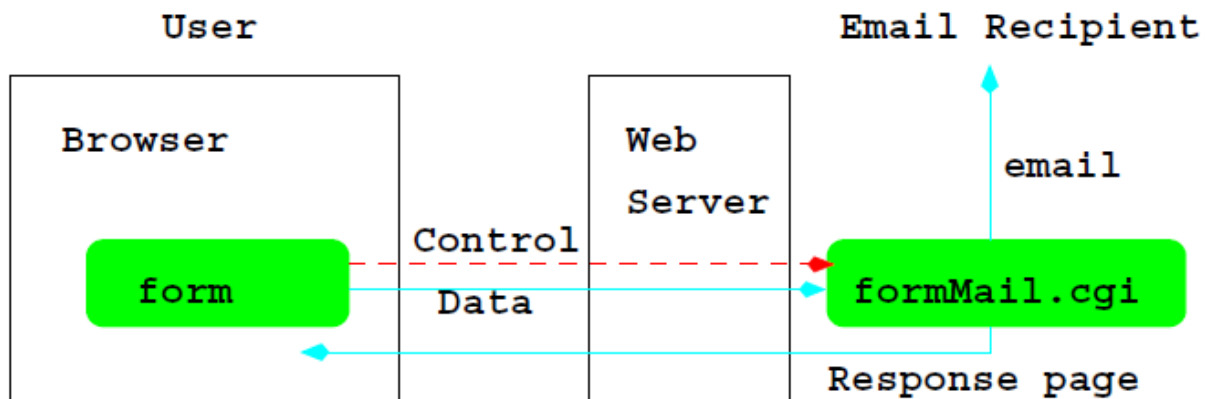 User
Email Recipient
Browser
Web
Server
email
Control
Data
form
formMail.cgi
Response page